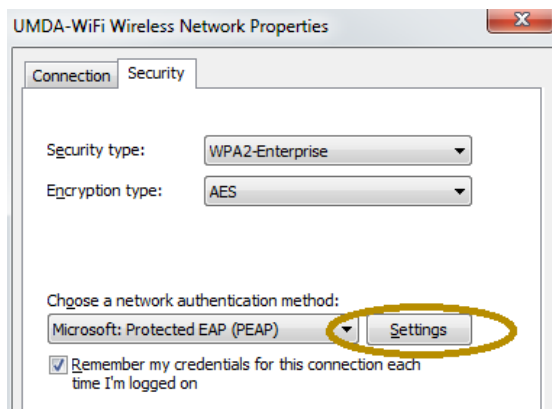 UMDA-WiFi Wireless Network Properties
X
Connection Security
Security type: WPA2-Enterprise
Encryption type: AES
Choose a network authentication method:
Microsoft: Protected EAP (PEAP) Settings
Remember my credentials for this connection each
time I'm logged on